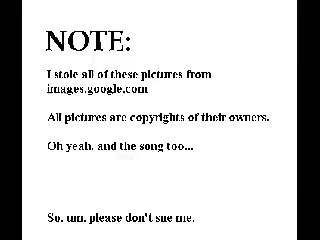 NOTE:
I stole all of these pictures from
images.google.com
All pictures are copyrights of their owners.
Oh yeah, and the song too...
So, um, please don't sue me.